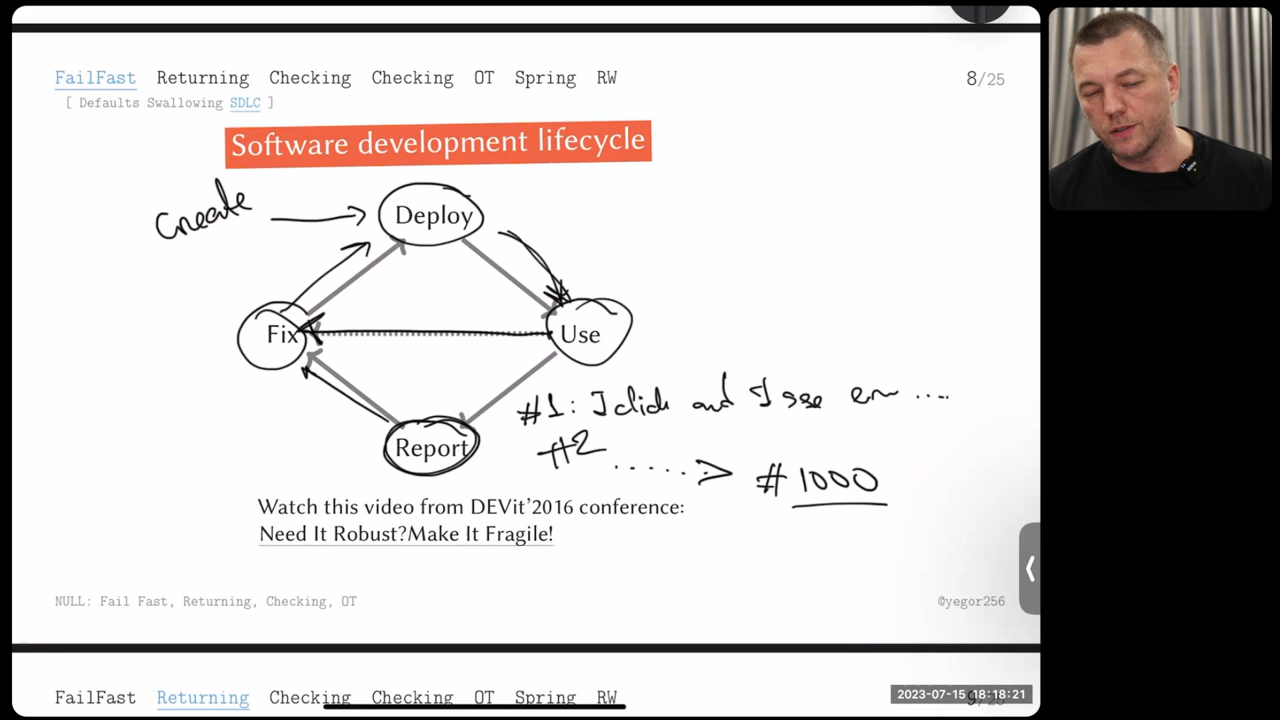 FailFast Returning Checking Checking OT Spring RW 8/25
[ Defaults Swallowing SDLC ]
Software development lifecycle
Create
Deploy
Fix
Use
#1: I click and I see err ....
Report
#2
..... > #1000
Watch this video from DEVit'2016 conference:
Need It Robust?Make It Fragile!
NULL: Fail Fast, Returning, Checking, OT @yegor256
FailFast Returning Checking Checking OT Spring RW
2023-07-15 18:18:21